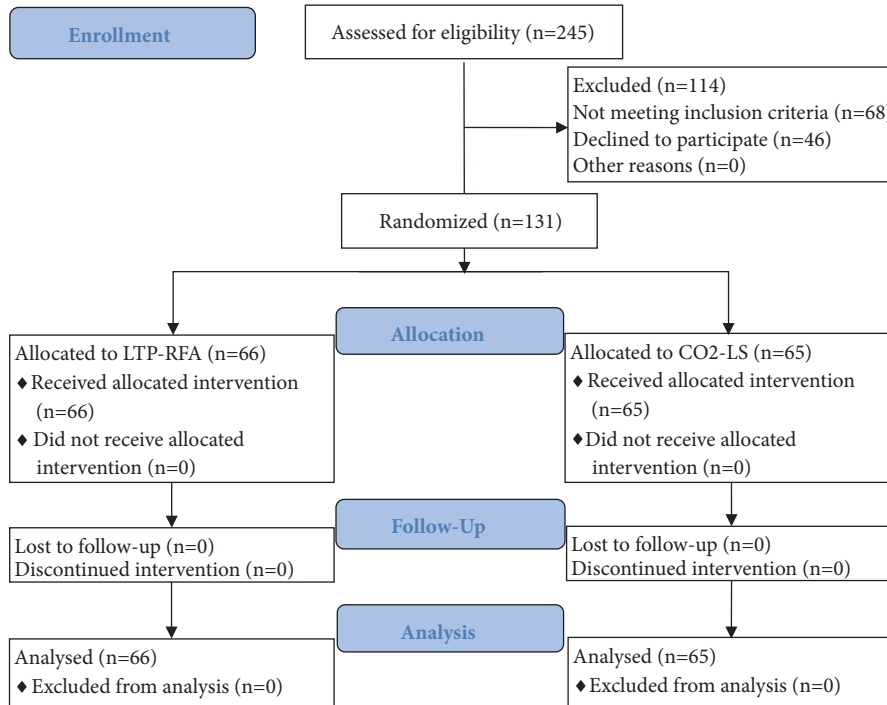 Enrollment
Assessed for eligibility (n=245)
Excluded (n=114)
Not meeting inclusion criteria (n=68)
Declined to participate (n=46)
Other reasons (n=0)
Randomized (n=131)
Allocation
Allocated to LTP-RFA (n=66)
♦ Received allocated intervention
(n=66)
♦ Did not receive allocated
intervention (n=0)
Allocated to CO2-LS (n=65)
♦ Received allocated intervention
(n=65)
♦ Did not receive allocated
intervention (n=0)
Follow-Up
Lost to follow-up (n=0)
Discontinued intervention (n=0)
Lost to follow-up (n=0)
Discontinued intervention (n=0)
Analysis
Analysed (n=66)
♦ Excluded from analysis (n=0)
Analysed (n=65)
♦ Excluded from analysis (n=0)